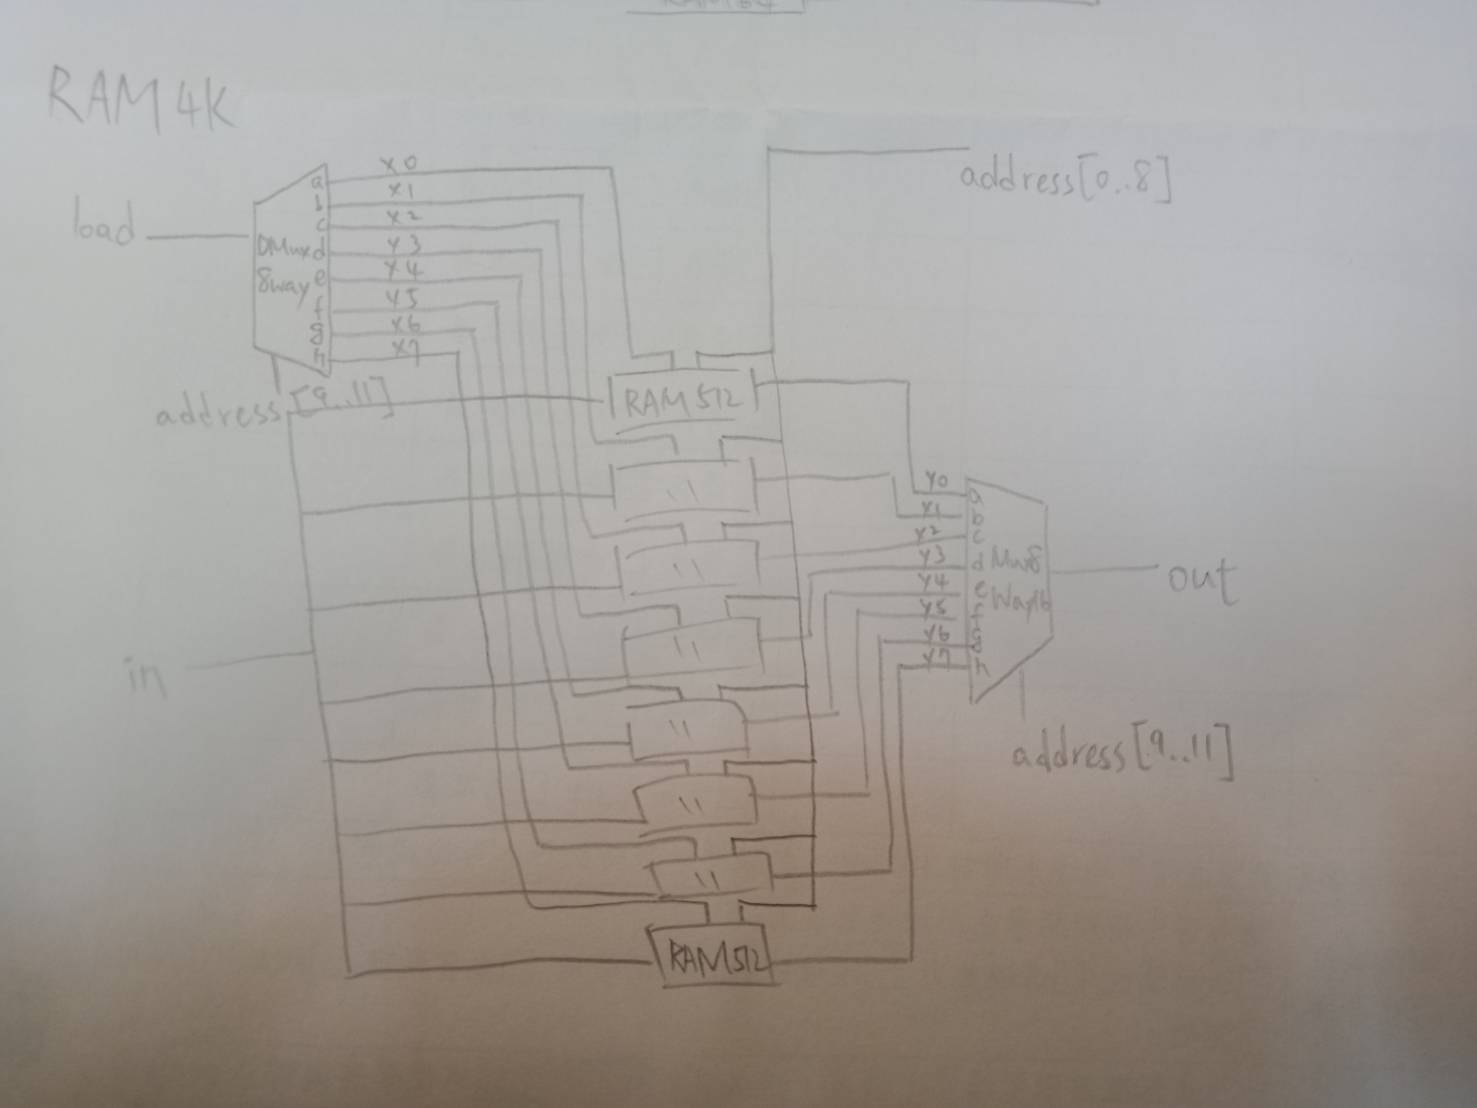 RAM64
RAM4K
load
DMux
8way
a
b
c
d
e
f
g
h
x0
x1
x2
x3
x4
x5
x6
x7
address[9..11]
address[0..8]
RAM512
\\
\\
\\
\\
\\
\\
RAM512
in
y0
y1
y2
y3
y4
y5
y6
y7
a
b
c
d
e
f
g
h
Mux8
Way16
out
address[9..11]